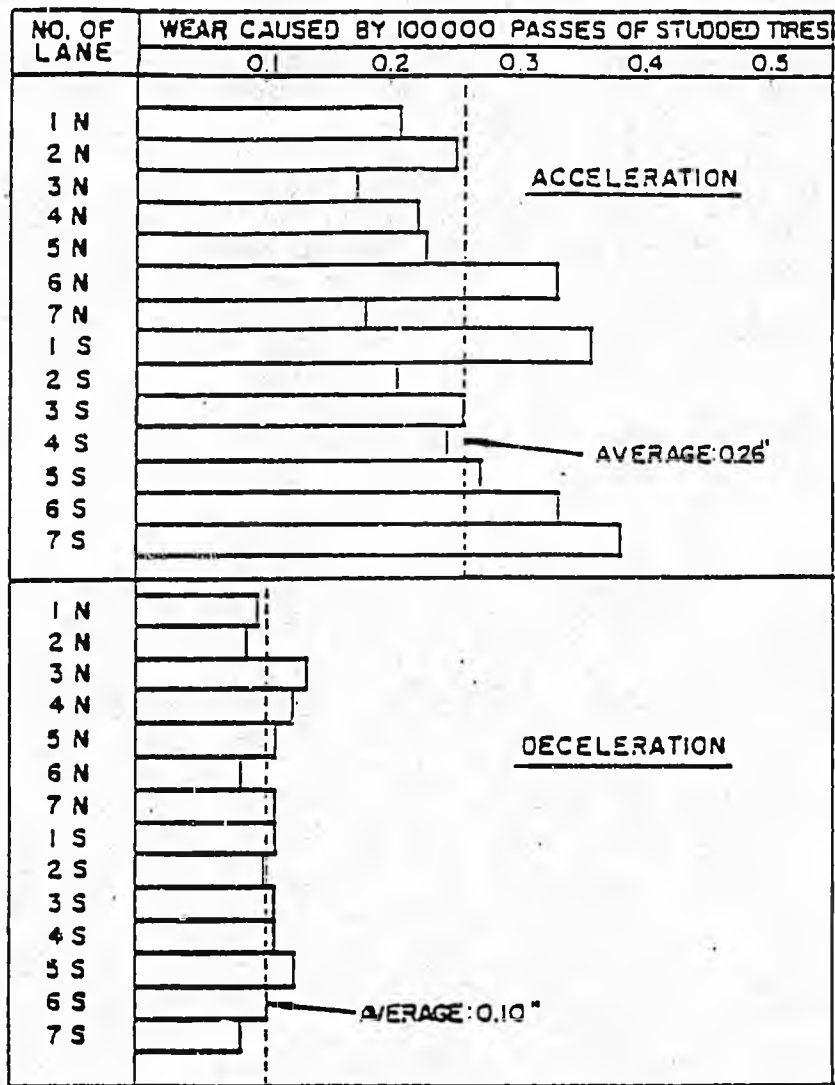 NO. OF LANE
WEAR CAUSED BY 100000 PASSES OF STUDDED TIRES
0.1 0.2 0.3 0.4 0.5
1 N
2 N
3 N
ACCELERATION
4 N
5 N
6 N
7 N
1 S
2 S
3 S
4 S
AVERAGE:0.26"
5 S
6 S
7 S
1 N
2 N
3 N
4 N
5 N
DECELERATION
6 N
7 N
1 S
2 S
3 S
4 S
5 S
6 S
AVERAGE:0.10"
7 S